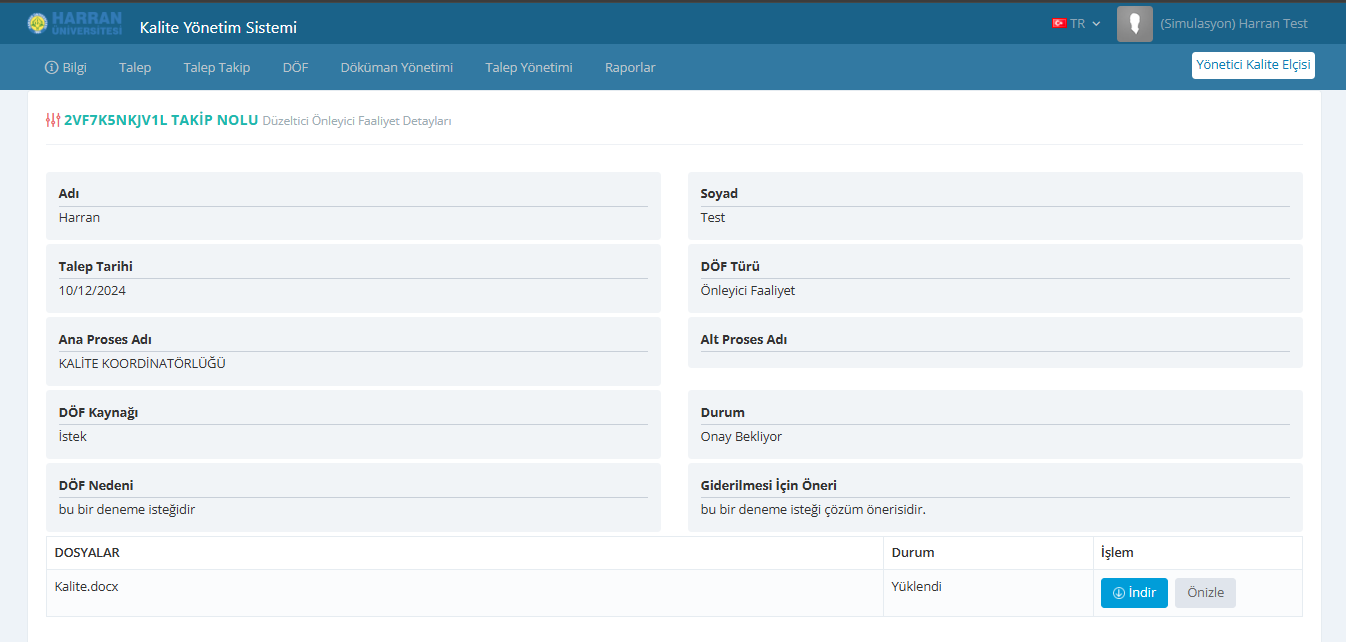 HARRAN
ÜNİVERSİTESİ
Kalite Yönetim Sistemi
TR
(Simulasyon) Harran Test
Bilgi
Talep
Talep Takip
DÖF
Döküman Yönetimi
Talep Yönetimi
Raporlar
Yönetici Kalite Elçisi
2VF7K5NKJV1L TAKİP NOLU Düzeltici Önleyici Faaliyet Detayları
Adı
Harran
Soyad
Test
Talep Tarihi
10/12/2024
DÖF Türü
Önleyici Faaliyet
Ana Proses Adı
KALİTE KOORDİNATÖRLÜĞÜ
Alt Proses Adı
DÖF Kaynağı
İstek
Durum
Onay Bekliyor
DÖF Nedeni
bu bir deneme isteğidir
Giderilmesi İçin Öneri
bu bir deneme isteği çözüm önerisidir.
DOSYALAR
Durum
İşlem
Kalite.docx
Yüklendi
İndir
Önizle